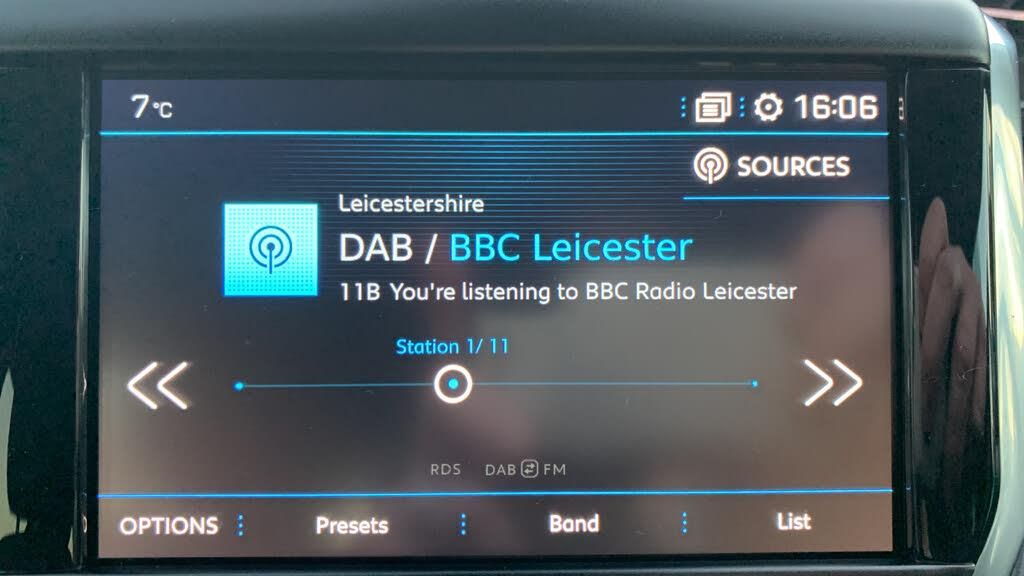 7°C 16:06
SOURCES
Leicestershire
DAB / BBC Leicester
11B You're listening to BBC Radio Leicester
Station 1/ 11
RDS DAB FM
OPTIONS Presets Band List